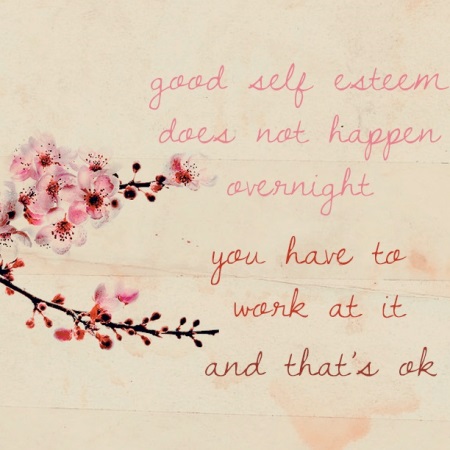 good self esteem
does not happen
overnight
you have to
work at it
and that's ok